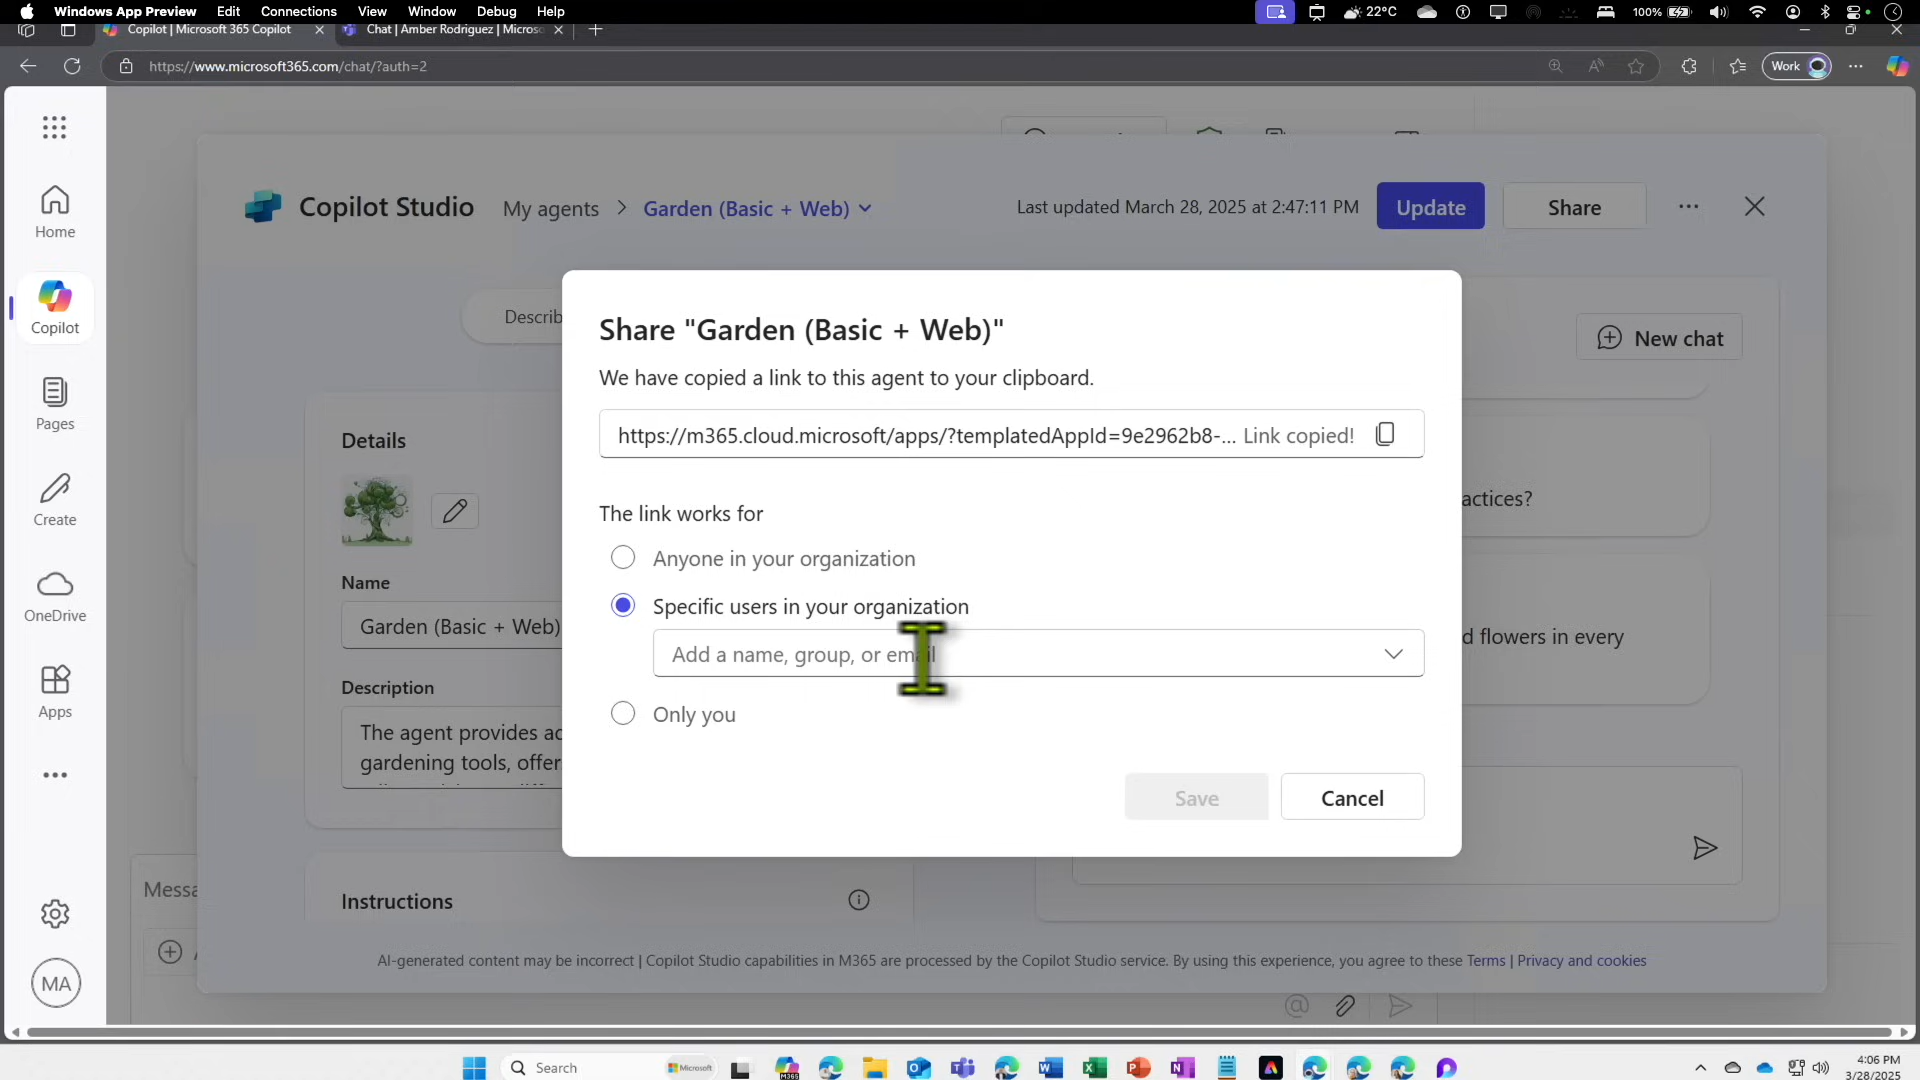 Windows App Preview Edit Connections View Window Debug Help 22°C 100%
Copilot | Microsoft 365 Copilot Chat | Amber Rodriguez | Micros
https://www.microsoft365.com/chat/?auth=2 Work
Copilot Studio My agents > Garden (Basic + Web) Last updated March 28, 2025 at 2:47:11 PM Update Share
Home
Copilot
Pages
Create
OneDrive
Apps
MA
Describ
New chat
Details
Name
Garden (Basic + Web)
Description
The agent provides ac
gardening tools, offer
Instructions
Share "Garden (Basic + Web)"
We have copied a link to this agent to your clipboard.
https://m365.cloud.microsoft/apps/?templatedAppId=9e2962b8-... Link copied!
The link works for
Anyone in your organization
Specific users in your organization
Add a name, group, or email
Only you
Save Cancel
actices?
d flowers in every
Messa
AI-generated content may be incorrect | Copilot Studio capabilities in M365 are processed by the Copilot Studio service. By using this experience, you agree to these Terms | Privacy and cookies
Search Microsoft M365
4:06 PM
3/28/2025